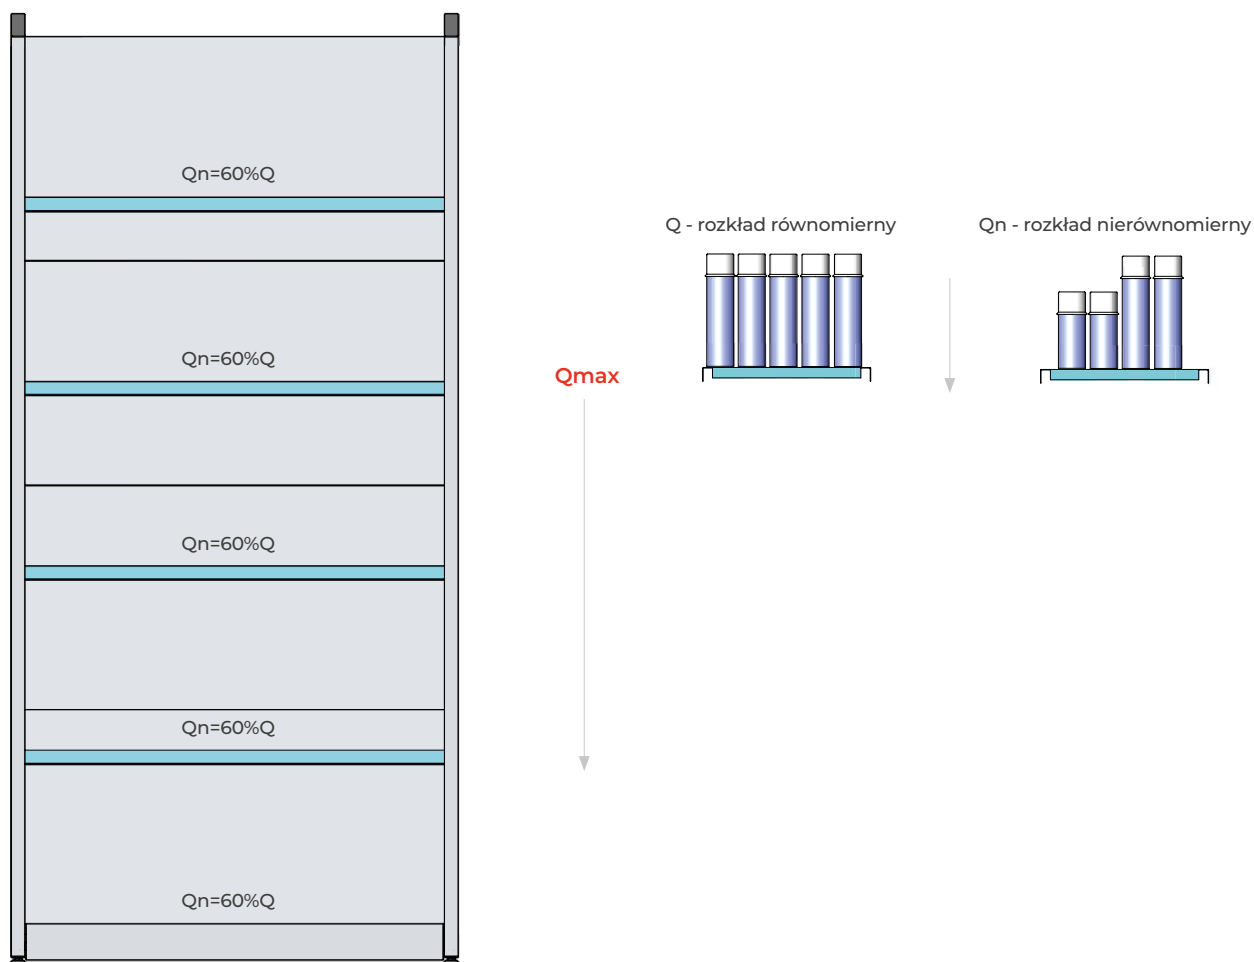 Qn=60%Q
Q - rozkład równomierny
Qn - rozkład nierównomierny
Qn=60%Q
Qmax
Qn=60%Q
Qn=60%Q
Qn=60%Q